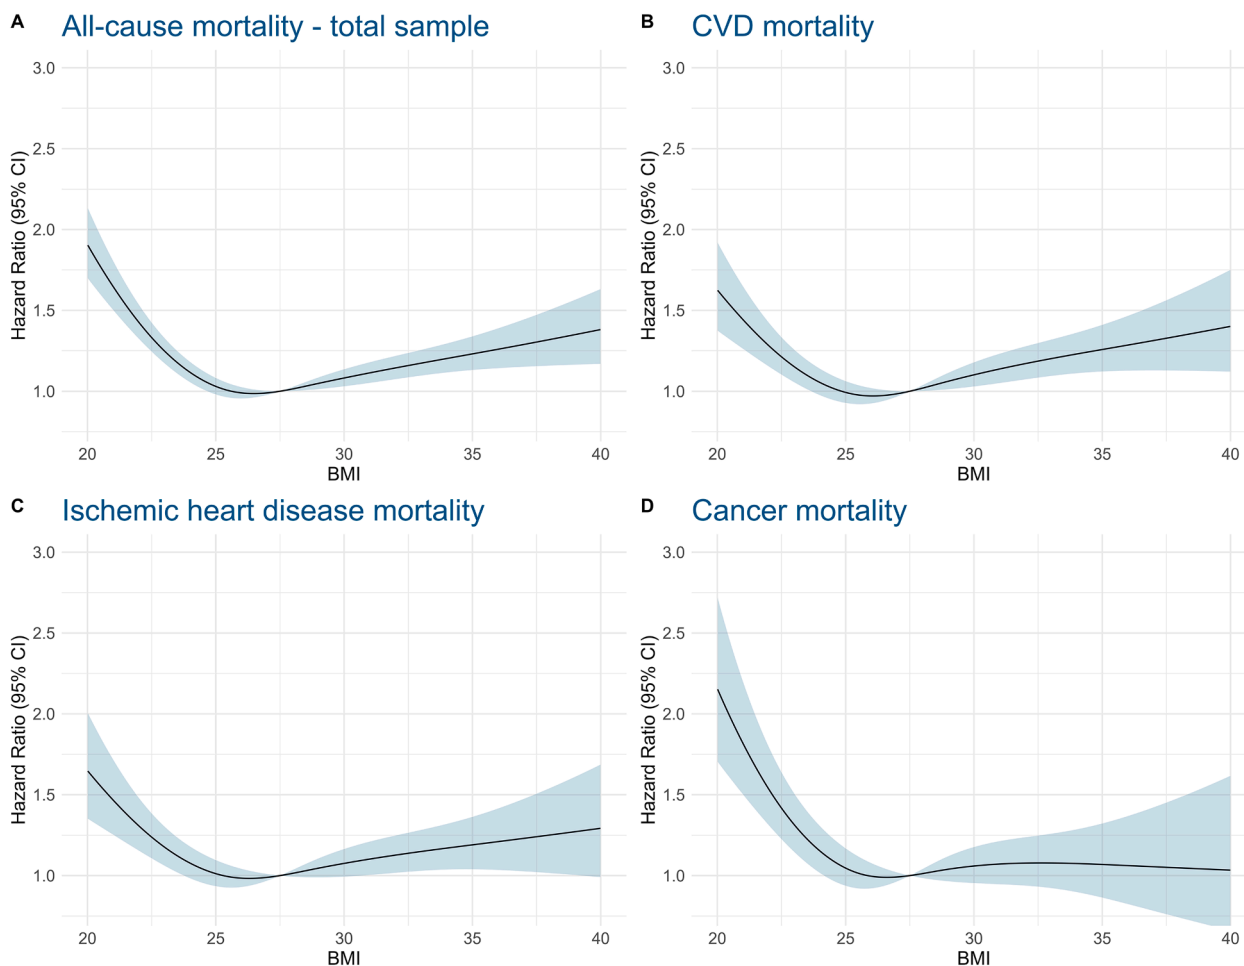 A All-cause mortality - total sample
3.0
2.5
2.0
1.5
1.0
Hazard Ratio (95% CI)
20 25 30 35 40
BMI
B CVD mortality
3.0
2.5
2.0
1.5
1.0
Hazard Ratio (95% CI)
20 25 30 35 40
BMI
C Ischemic heart disease mortality
3.0
2.5
2.0
1.5
1.0
Hazard Ratio (95% CI)
20 25 30 35 40
BMI
D Cancer mortality
3.0
2.5
2.0
1.5
1.0
Hazard Ratio (95% CI)
20 25 30 35 40
BMI